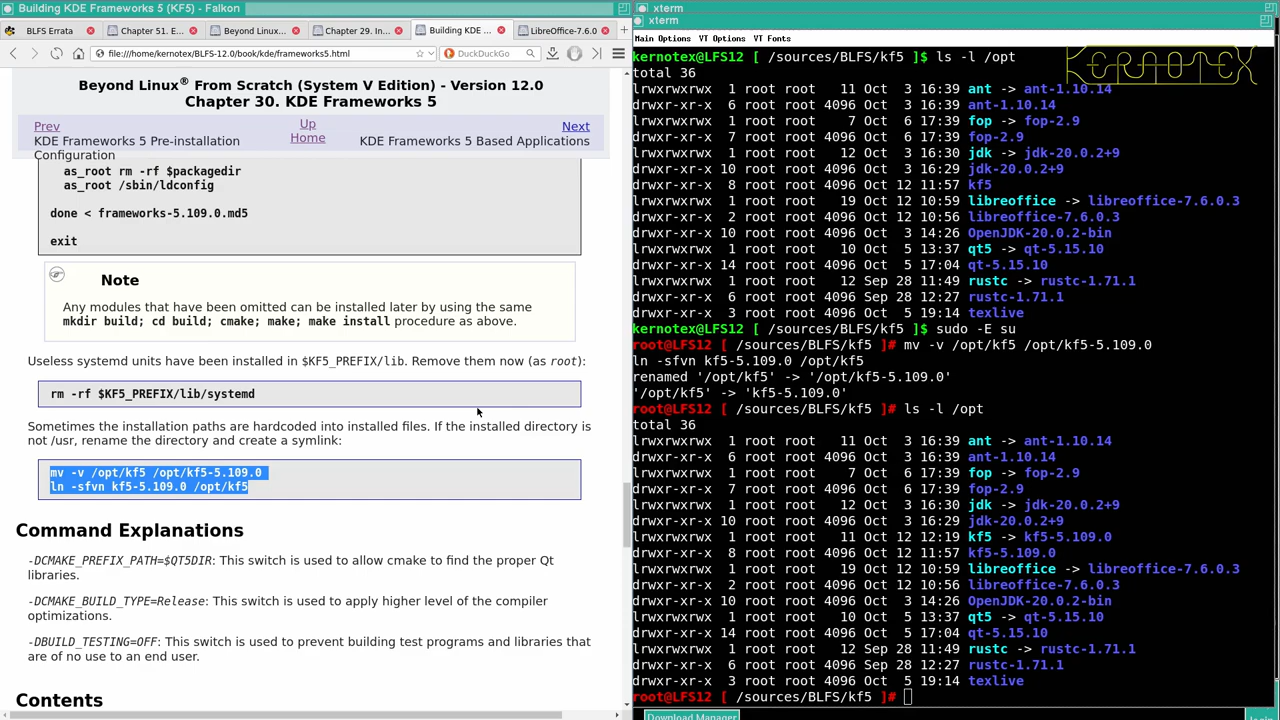 Building KDE Frameworks 5 (KF5) - Falkon
BLFS Errata
Chapter 51. E...
Beyond Linux...
Chapter 29. In...
Building KDE ...
LibreOffice-7.6.0
file:///home/kernotex/BLFS-12.0/book/kde/frameworks5.html
DuckDuckGo
Beyond Linux® From Scratch (System V Edition) - Version 12.0
Chapter 30. KDE Frameworks 5
Prev
Up
Next
KDE Frameworks 5 Pre-installation
Home
KDE Frameworks 5 Based Applications
Configuration
as_root rm -rf $packagedir
as_root /sbin/ldconfig
done < frameworks-5.109.0.md5
exit
Note
Any modules that have been omitted can be installed later by using the same
mkdir build; cd build; cmake; make; make install procedure as above.
Useless systemd units have been installed in $KF5_PREFIX/lib. Remove them now (as root):
rm -rf $KF5_PREFIX/lib/systemd
Sometimes the installation paths are hardcoded into installed files. If the installed directory is
not /usr, rename the directory and create a symlink:
mv -v /opt/kf5 /opt/kf5-5.109.0
ln -sfvn kf5-5.109.0 /opt/kf5
Command Explanations
-DCMAKE_PREFIX_PATH=$QT5DIR: This switch is used to allow cmake to find the proper Qt
libraries.
-DCMAKE_BUILD_TYPE=Release: This switch is used to apply higher level of the compiler
optimizations.
-DBUILD_TESTING=OFF: This switch is used to prevent building test programs and libraries that
are of no use to an end user.
Contents
xterm
xterm
Main Options VT Options VT Fonts
KERNOTEX
kernotex@LFS12 [ /sources/BLFS/kf5 ]$ ls -l /opt
total 36
lrwxrwxrwx 1 root root 11 Oct 3 16:39 ant -> ant-1.10.14
drwxr-xr-x 6 root root 4096 Oct 3 16:39 ant-1.10.14
lrwxrwxrwx 1 root root 7 Oct 6 17:39 fop -> fop-2.9
drwxr-xr-x 7 root root 4096 Oct 6 17:39 fop-2.9
lrwxrwxrwx 1 root root 12 Oct 3 16:30 jdk -> jdk-20.0.2+9
drwxr-xr-x 10 root root 4096 Oct 3 16:29 jdk-20.0.2+9
drwxr-xr-x 8 root root 4096 Oct 12 11:57 kf5
lrwxrwxrwx 1 root root 19 Oct 12 10:59 libreoffice -> libreoffice-7.6.0.3
drwxr-xr-x 2 root root 4096 Oct 12 10:56 libreoffice-7.6.0.3
drwxr-xr-x 10 root root 4096 Oct 3 14:26 OpenJDK-20.0.2-bin
lrwxrwxrwx 1 root root 10 Oct 5 13:37 qt5 -> qt-5.15.10
drwxr-xr-x 14 root root 4096 Oct 5 17:04 qt-5.15.10
lrwxrwxrwx 1 root root 12 Sep 28 11:49 rustc -> rustc-1.71.1
drwxr-xr-x 6 root root 4096 Sep 28 12:27 rustc-1.71.1
drwxr-xr-x 3 root root 4096 Oct 5 19:14 texlive
kernotex@LFS12 [ /sources/BLFS/kf5 ]$ sudo -E su
root@LFS12 [ /sources/BLFS/kf5 ]# mv -v /opt/kf5 /opt/kf5-5.109.0
ln -sfvn kf5-5.109.0 /opt/kf5
renamed '/opt/kf5' -> '/opt/kf5-5.109.0'
'/opt/kf5' -> 'kf5-5.109.0'
root@LFS12 [ /sources/BLFS/kf5 ]# ls -l /opt
total 36
lrwxrwxrwx 1 root root 11 Oct 3 16:39 ant -> ant-1.10.14
drwxr-xr-x 6 root root 4096 Oct 3 16:39 ant-1.10.14
lrwxrwxrwx 1 root root 7 Oct 6 17:39 fop -> fop-2.9
drwxr-xr-x 7 root root 4096 Oct 6 17:39 fop-2.9
lrwxrwxrwx 1 root root 12 Oct 3 16:30 jdk -> jdk-20.0.2+9
drwxr-xr-x 10 root root 4096 Oct 3 16:29 jdk-20.0.2+9
lrwxrwxrwx 1 root root 11 Oct 12 12:19 kf5 -> kf5-5.109.0
drwxr-xr-x 8 root root 4096 Oct 12 11:57 kf5-5.109.0
lrwxrwxrwx 1 root root 19 Oct 12 10:59 libreoffice -> libreoffice-7.6.0.3
drwxr-xr-x 2 root root 4096 Oct 12 10:56 libreoffice-7.6.0.3
drwxr-xr-x 10 root root 4096 Oct 3 14:26 OpenJDK-20.0.2-bin
lrwxrwxrwx 1 root root 10 Oct 5 13:37 qt5 -> qt-5.15.10
drwxr-xr-x 14 root root 4096 Oct 5 17:04 qt-5.15.10
lrwxrwxrwx 1 root root 12 Sep 28 11:49 rustc -> rustc-1.71.1
drwxr-xr-x 6 root root 4096 Sep 28 12:27 rustc-1.71.1
drwxr-xr-x 3 root root 4096 Oct 5 19:14 texlive
root@LFS12 [ /sources/BLFS/kf5 ]#
Download Manager